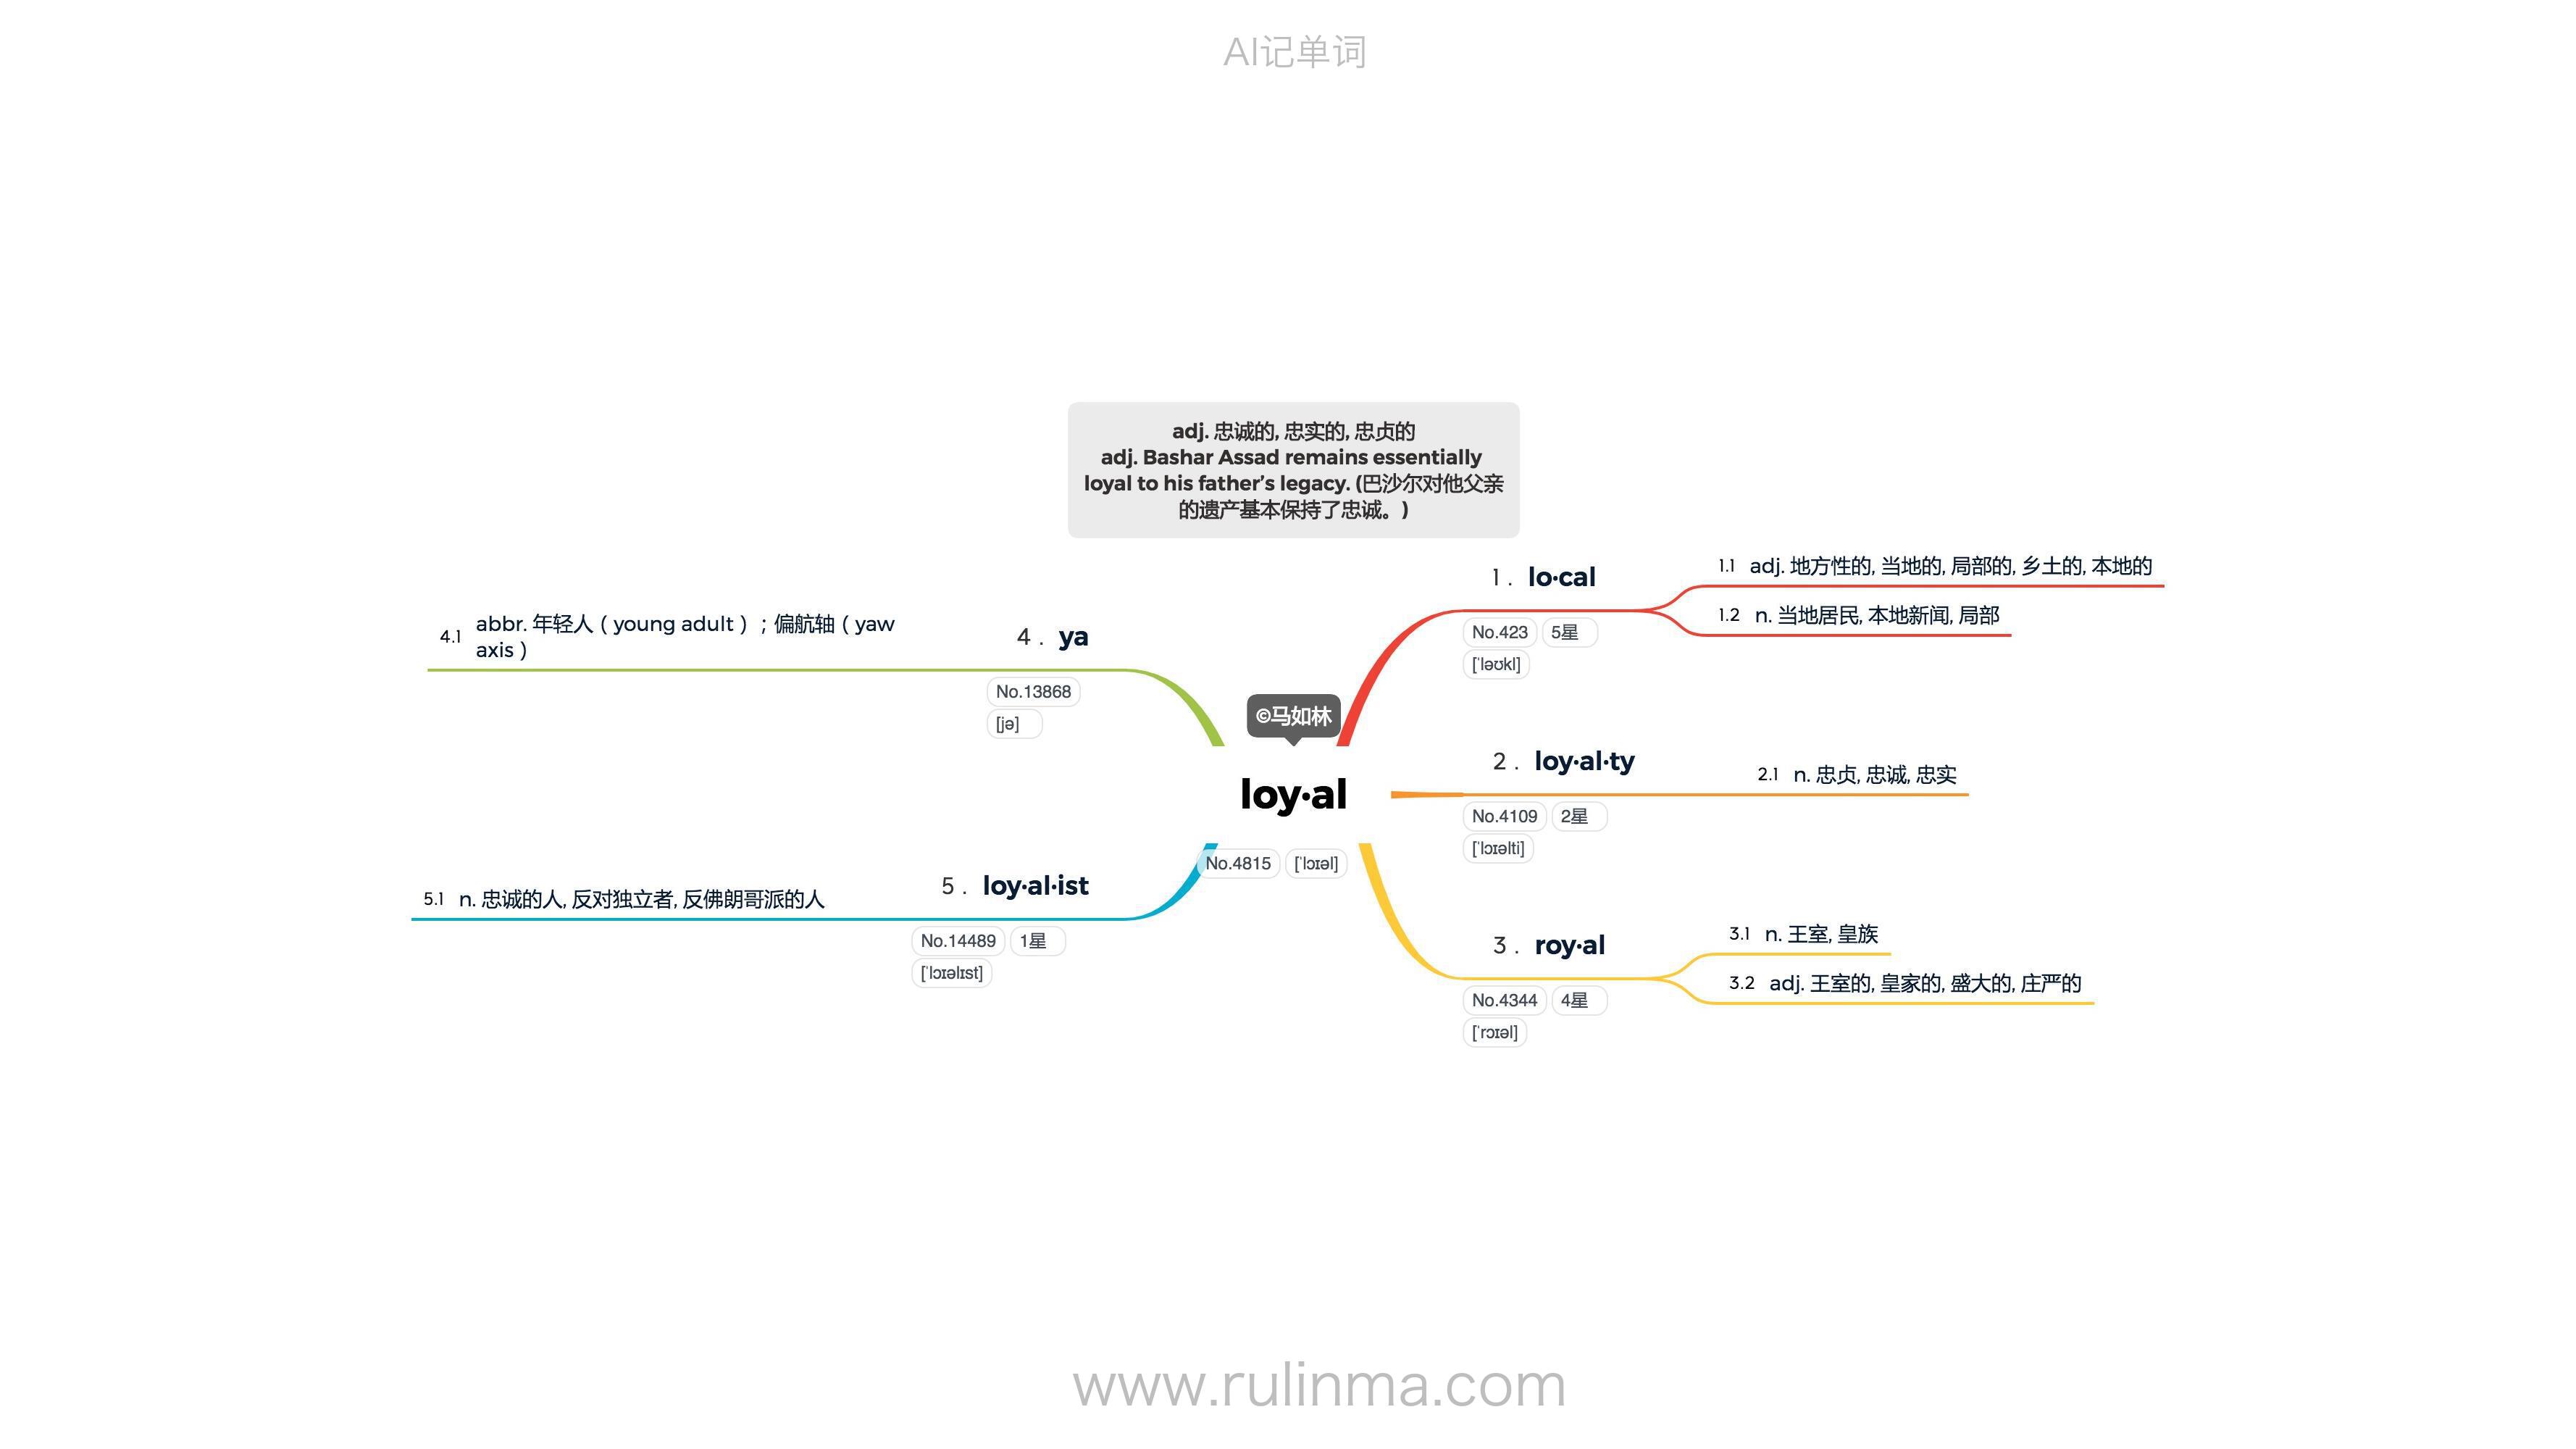 AI记单词
adj. 忠诚的, 忠实的, 忠贞的
adj. Bashar Assad remains essentially
loyal to his father’s legacy. (巴沙尔对他父亲
的遗产基本保持了忠诚。)
©马如林
loy·al
No.4815 [ˈlɔɪəl]
1 . lo·cal
No.423 5星
[ˈləʊkl]
1.1 adj. 地方性的, 当地的, 局部的, 乡土的, 本地的
1.2 n. 当地居民, 本地新闻, 局部
2 . loy·al·ty
No.4109 2星
[ˈlɔɪəlti]
2.1 n. 忠贞, 忠诚, 忠实
3 . roy·al
No.4344 4星
[ˈrɔɪəl]
3.1 n. 王室, 皇族
3.2 adj. 王室的, 皇家的, 盛大的, 庄严的
4 . ya
No.13868
[jə]
4.1 abbr. 年轻人（young adult）；偏航轴（yaw
axis）
5 . loy·al·ist
No.14489 1星
[ˈlɔɪəlɪst]
5.1 n. 忠诚的人, 反对独立者, 反佛朗哥派的人
www.rulinma.com